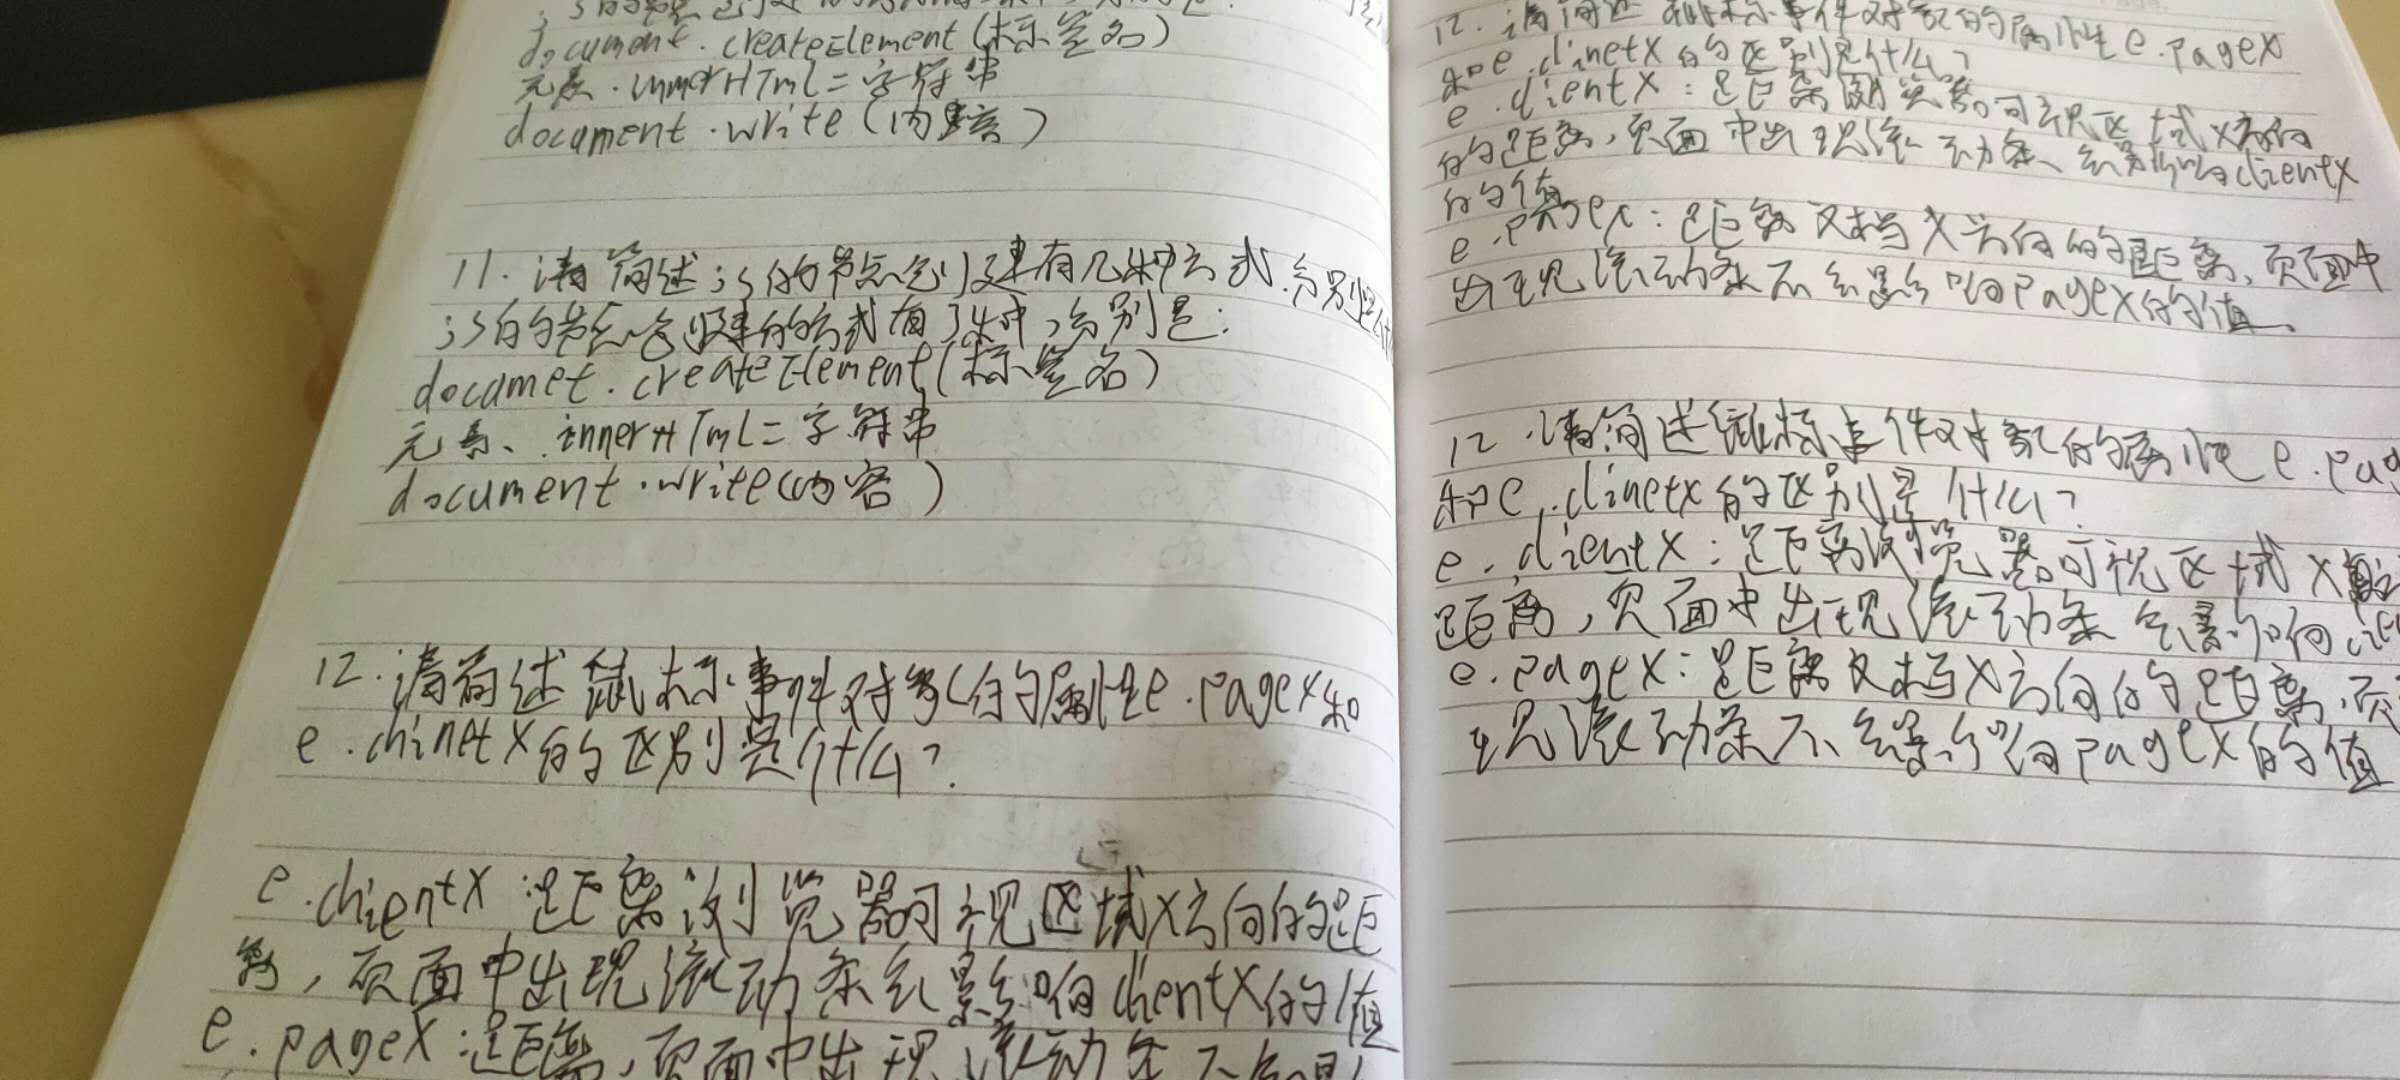 document.createElement(标签名)
元素.innerHTml=字符串
document.write(内容)
11.请简述js的节点创建有几种方式.分别是什
js的节点创建的方式有3种,分别是:
documet.createElement(标签名)
元素、.innerHTml=字符串
document.write(内容)
12.请简述鼠标事件对象的属性e.pagex和
e.chinetX的区别是什么?
e.chientX:距离浏览器可视区域X方向的距
离,页面中出现滚动条会影响chientX的值
e.pageX:距离,页面中出现滚动条不会
12.请简述鼠标事件对象的属性e.pageX
和e.clinetX的区别是什么?
e.clientX:距离浏览器可视区域X方向
的距离,页面中出现滚动条会影响clientX
的值
e.pagex:距离文档X方向的距离,页面中
出现滚动条不会影响pageX的值、
12.请简述鼠标事件对象的属性e.pag
和e.clinetx的区别是什么?
e.clientX:距离浏览器可视区域X
距离,页面中出现滚动条会影响cli
e.pageX:距离文档X方向的距离,页
现滚动条不会影响pageX的值